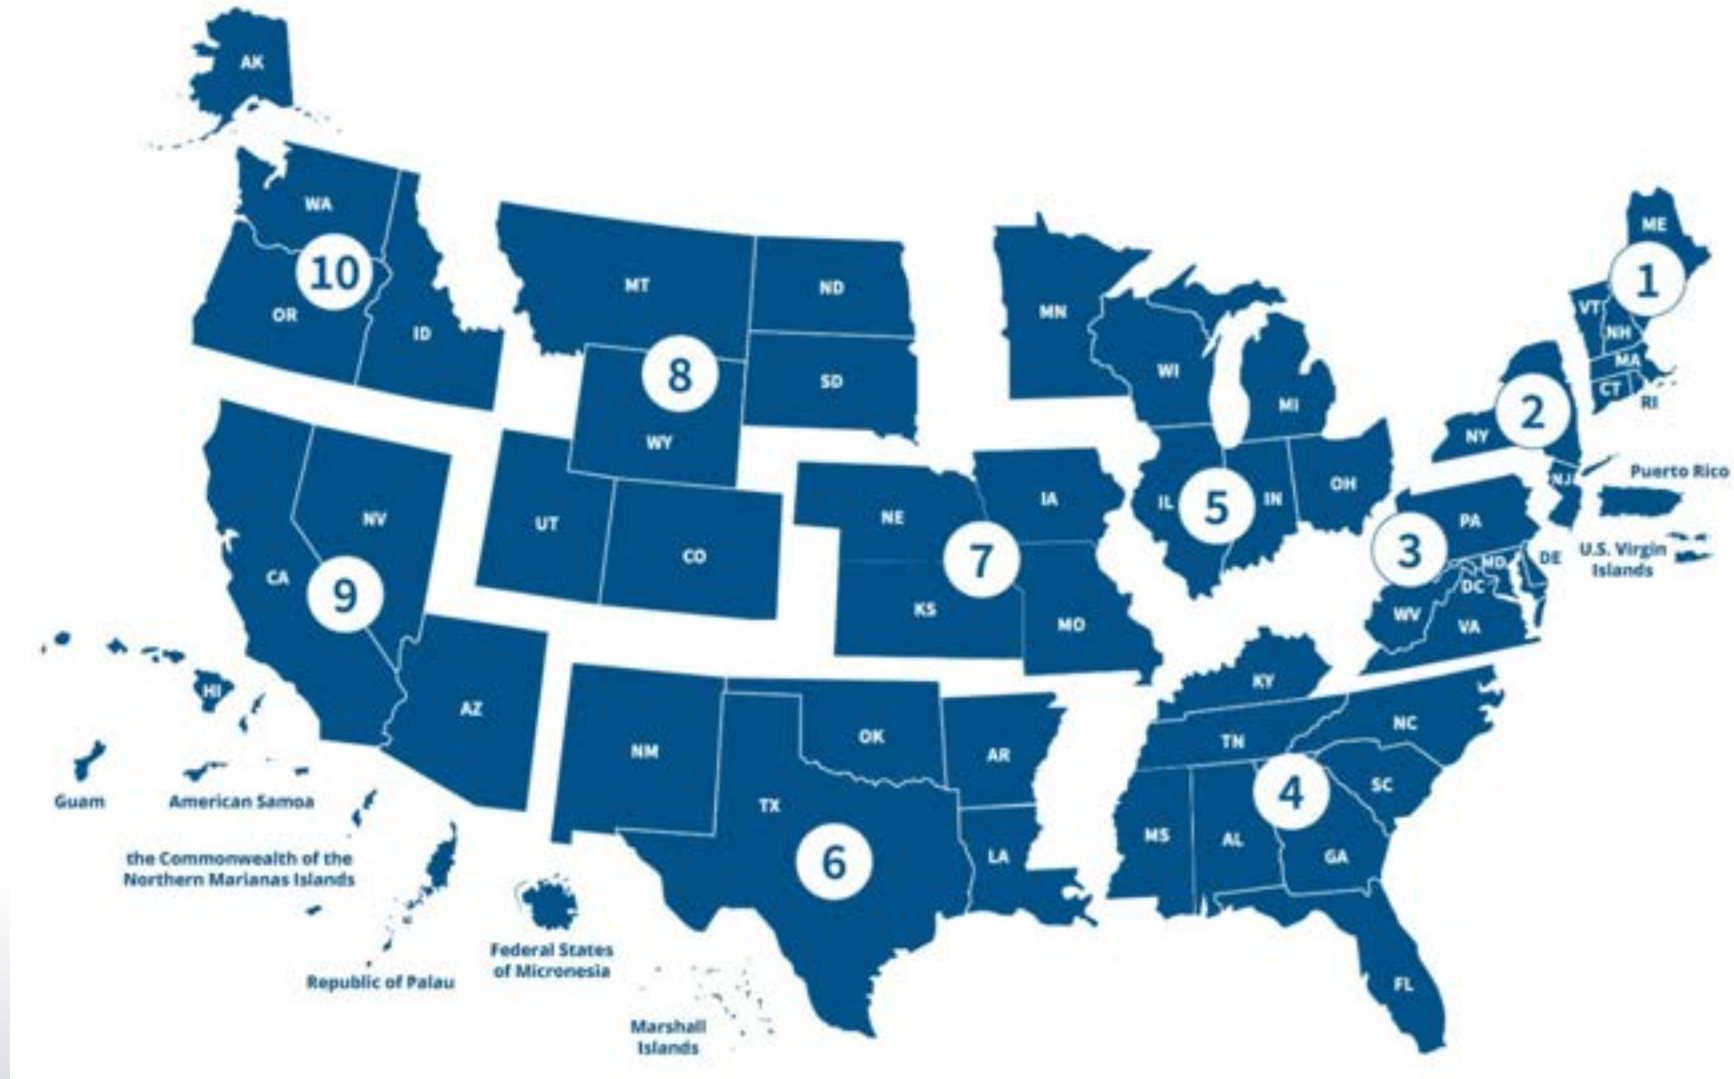 AK
WA
10
OR
ID
MT
ND
8
SD
WY
MN
WI
MI
ME
1
VT
NH
MA
CT
RI
2
NY
NJ
Puerto Rico
U.S. Virgin
Islands
PA
3
MD
DE
DC
WV
VA
IL
5
IN
OH
NE
IA
7
KS
MO
UT
CO
NV
CA
9
AZ
HI
Guam
American Samoa
the Commonwealth of the
Northern Marianas Islands
Republic of Palau
Federal States
of Micronesia
Marshall
Islands
NM
OK
AR
TX
6
LA
KY
TN
NC
SC
4
MS
AL
GA
FL